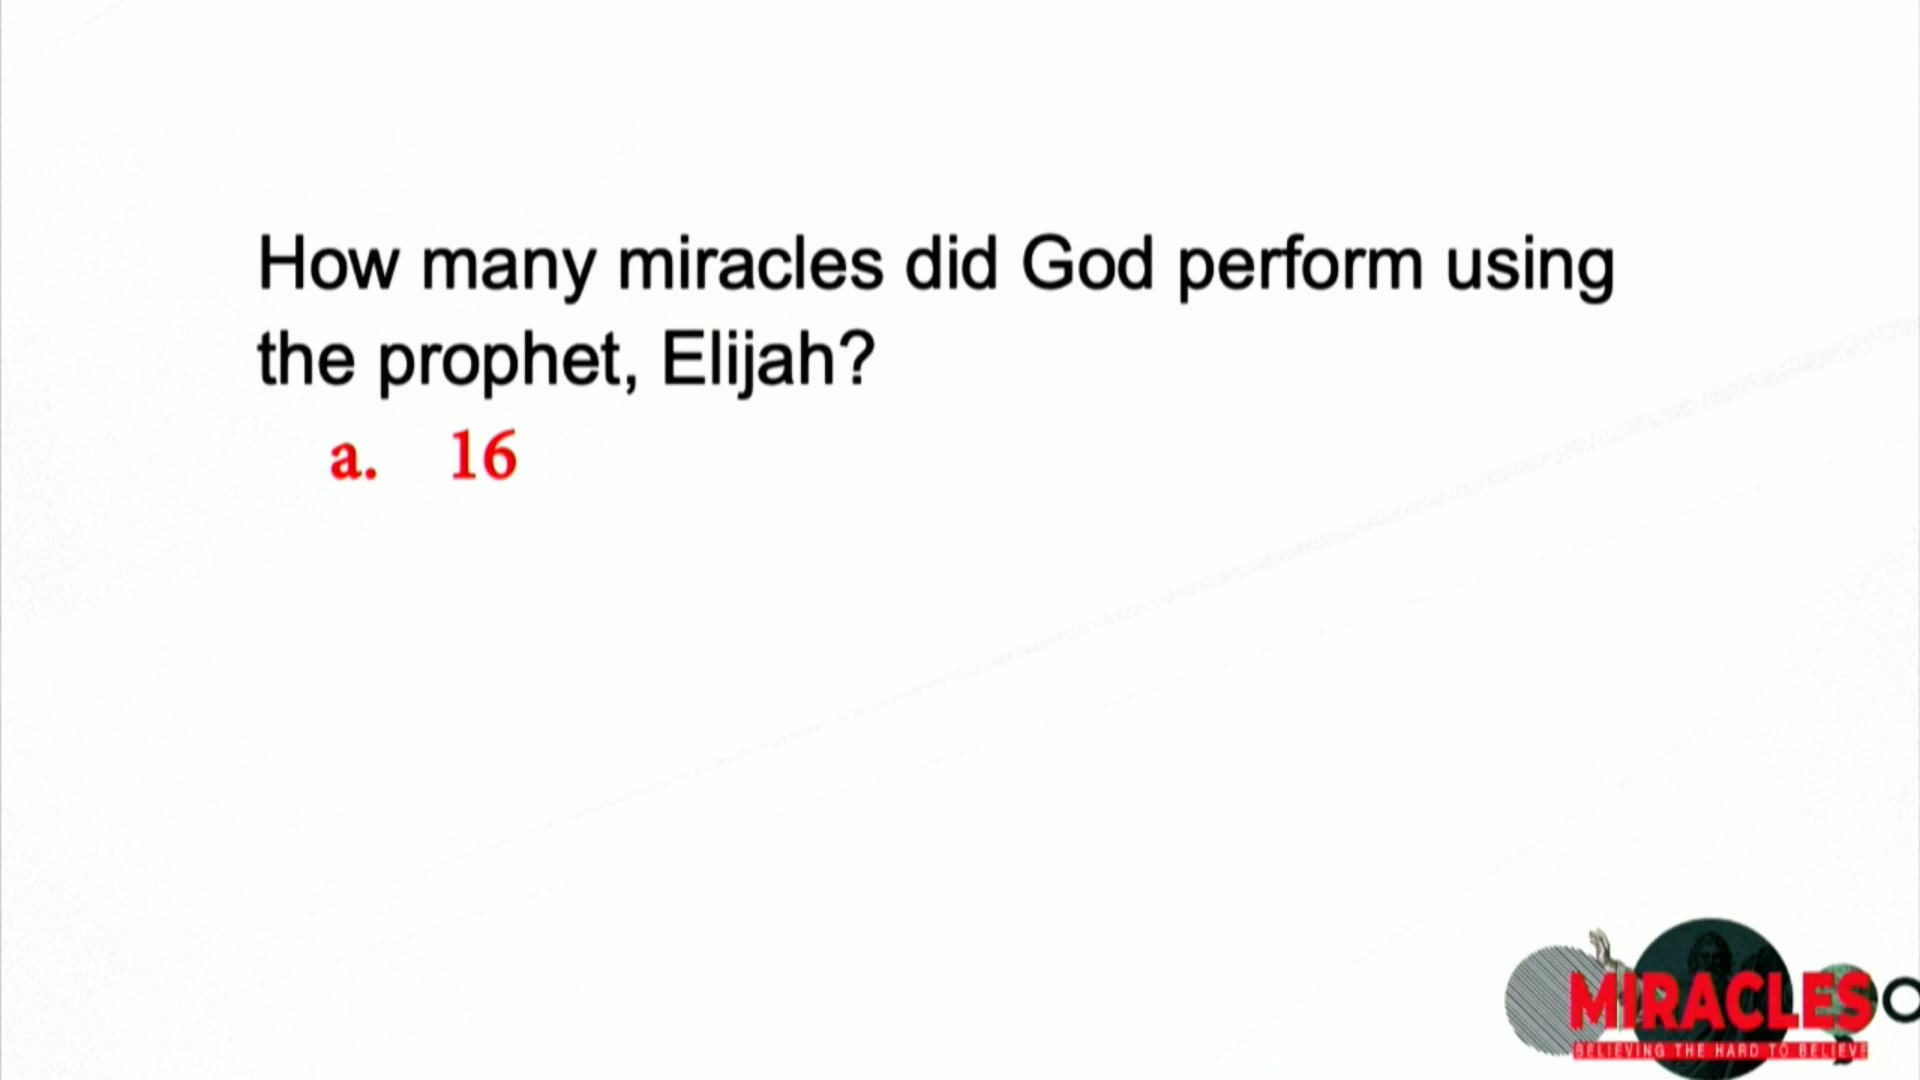 How many miracles did God perform using
the prophet, Elijah?
a. 16
MIRACLES
BELIEVING THE HARD TO BELIEVE